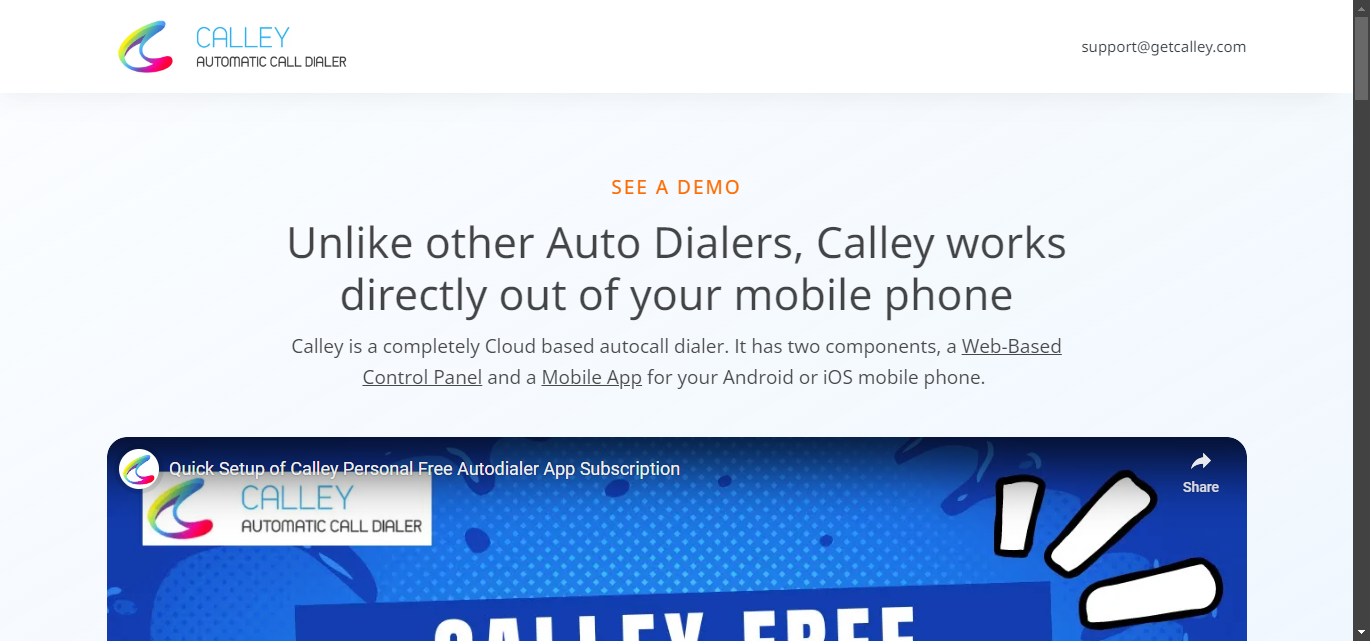 CALLEY
AUTOMATIC CALL DIALER
support@getcalley.com
SEE A DEMO
Unlike other Auto Dialers, Calley works
directly out of your mobile phone
Calley is a completely Cloud based autocall dialer. It has two components, a Web-Based
Control Panel and a Mobile App for your Android or iOS mobile phone.
Quick Setup of Calley Personal Free Autodialer App Subscription
Share
CALLEY
AUTOMATIC CALL DIALER
CALLEY FREE